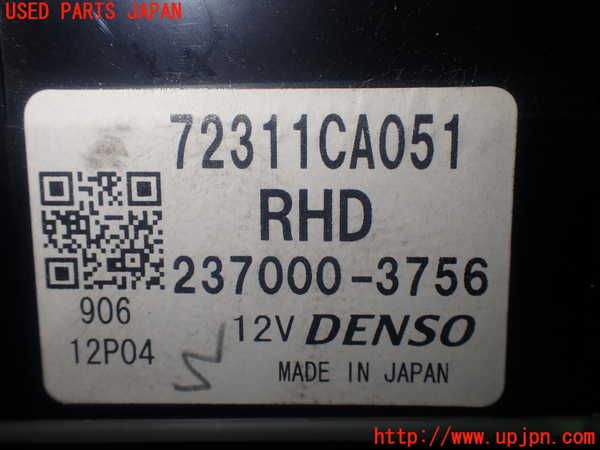 USED PARTS JAPAN
72311CA051
RHD
237000-3756
906
12V DENSO
12P04
MADE IN JAPAN
http://www.upjpn.com/